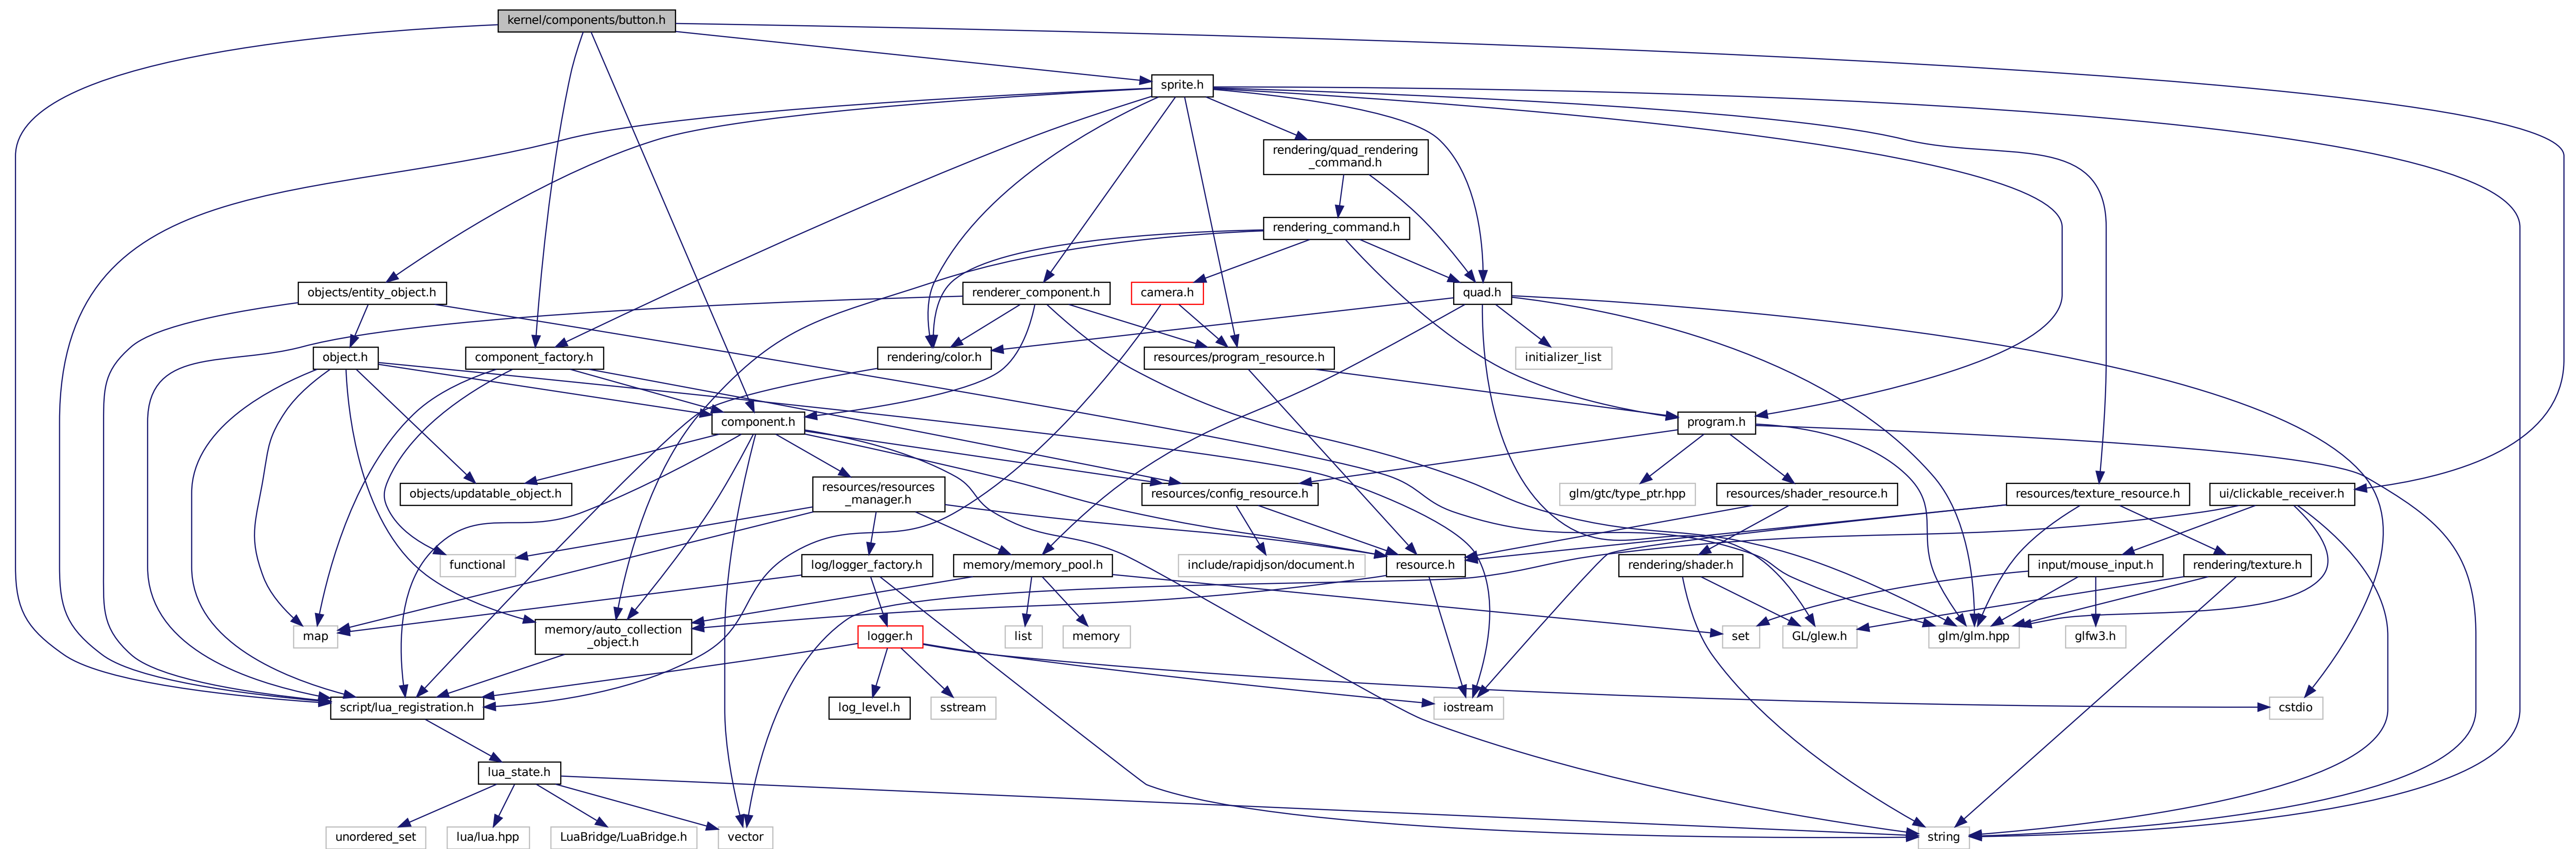 kernel/components/button.h
sprite.h
rendering/quad_rendering
_command.h
rendering_command.h
objects/entity_object.h
renderer_component.h
camera.h
quad.h
object.h
component_factory.h
rendering/color.h
resources/program_resource.h
initializer_list
component.h
program.h
objects/updatable_object.h
resources/resources
_manager.h
resources/config_resource.h
glm/gtc/type_ptr.hpp
resources/shader_resource.h
resources/texture_resource.h
ui/clickable_receiver.h
functional
log/logger_factory.h
memory/memory_pool.h
include/rapidjson/document.h
resource.h
rendering/shader.h
input/mouse_input.h
rendering/texture.h
map
memory/auto_collection
_object.h
logger.h
list
memory
set
GL/glew.h
glm/glm.hpp
glfw3.h
script/lua_registration.h
log_level.h
sstream
iostream
cstdio
lua_state.h
unordered_set
lua/lua.hpp
LuaBridge/LuaBridge.h
vector
string